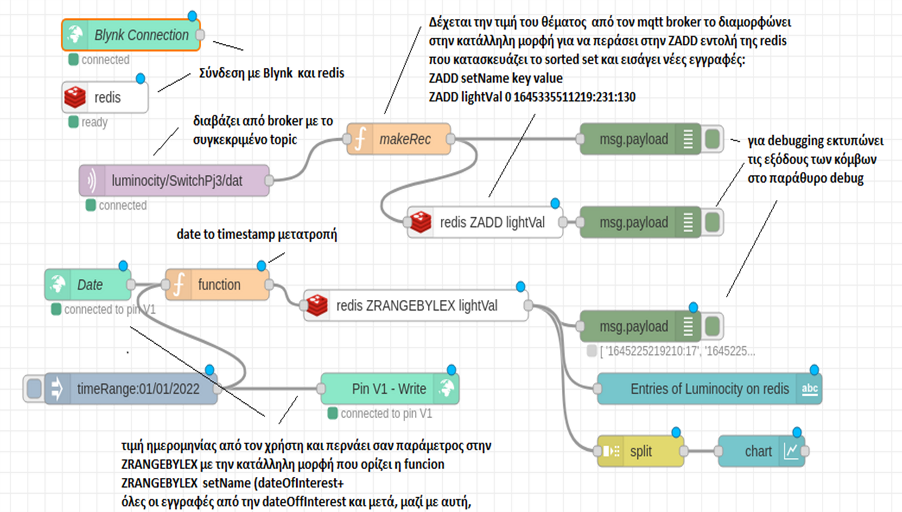 Blynk Connection
connected
redis
ready
Σύνδεση με Blynk και redis
Δέχεται την τιμή του θέματος από τον mqtt broker το διαμορφώνει
στην κατάλληλη μορφή για να περάσει στην ZADD εντολή της redis
που κατασκευάζει το sorted set και εισάγει νέες εγγραφές:
ZADD setName key value
ZADD lightVal 0 1645335511219:231:130
διαβάζει από broker με το
συγκεκριμένο topic
makeRec
msg.payload
για debugging εκτυπώνει
τις εξόδους των κόμβων
στο παράθυρο debug
luminocity/SwitchPj3/dat
connected
redis ZADD lightVal
msg.payload
date to timestamp μετατροπή
Date
connected to pin V1
function
redis ZRANGEBYLEX lightVal
msg.payload
[ '1645225219210:17', '1645225...
timeRange:01/01/2022
Pin V1 - Write
connected to pin V1
Entries of Luminocity on redis
abc
split
chart
τιμή ημερομηνίας από τον χρήστη και περνάει σαν παράμετρος στην
ZRANGEBYLEX με την κατάλληλη μορφή που ορίζει η funcion
ZRANGEBYLEX setName (dateOfInterest+
όλες οι εγγραφές από την dateOffInterest και μετά, μαζί με αυτή,